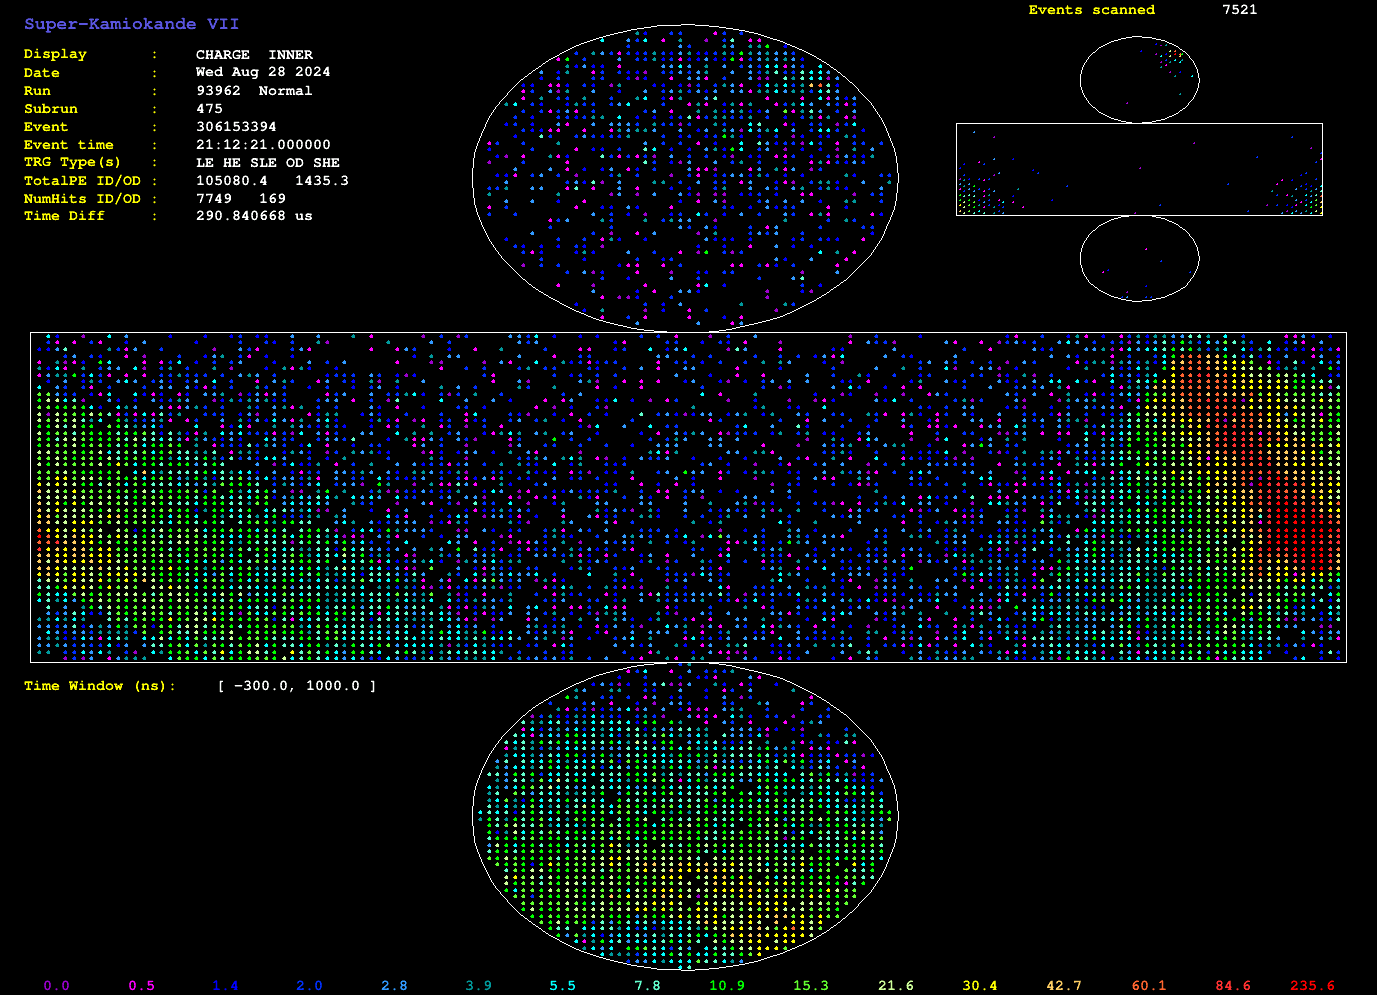 Super-Kamiokande VII
Events scanned 7521
Display : CHARGE INNER
Date : Wed Aug 28 2024
Run : 93962 Normal
Subrun : 475
Event : 306153394
Event time : 21:12:21.000000
TRG Type(s) : LE HE SLE OD SHE
TotalPE ID/OD : 105080.4 1435.3
NumHits ID/OD : 7749 169
Time Diff : 290.840668 us
Time Window (ns): [ -300.0, 1000.0 ]
0.0 0.5 1.4 2.0 2.8 3.9 5.5 7.8 10.9 15.3 21.6 30.4 42.7 60.1 84.6 235.6